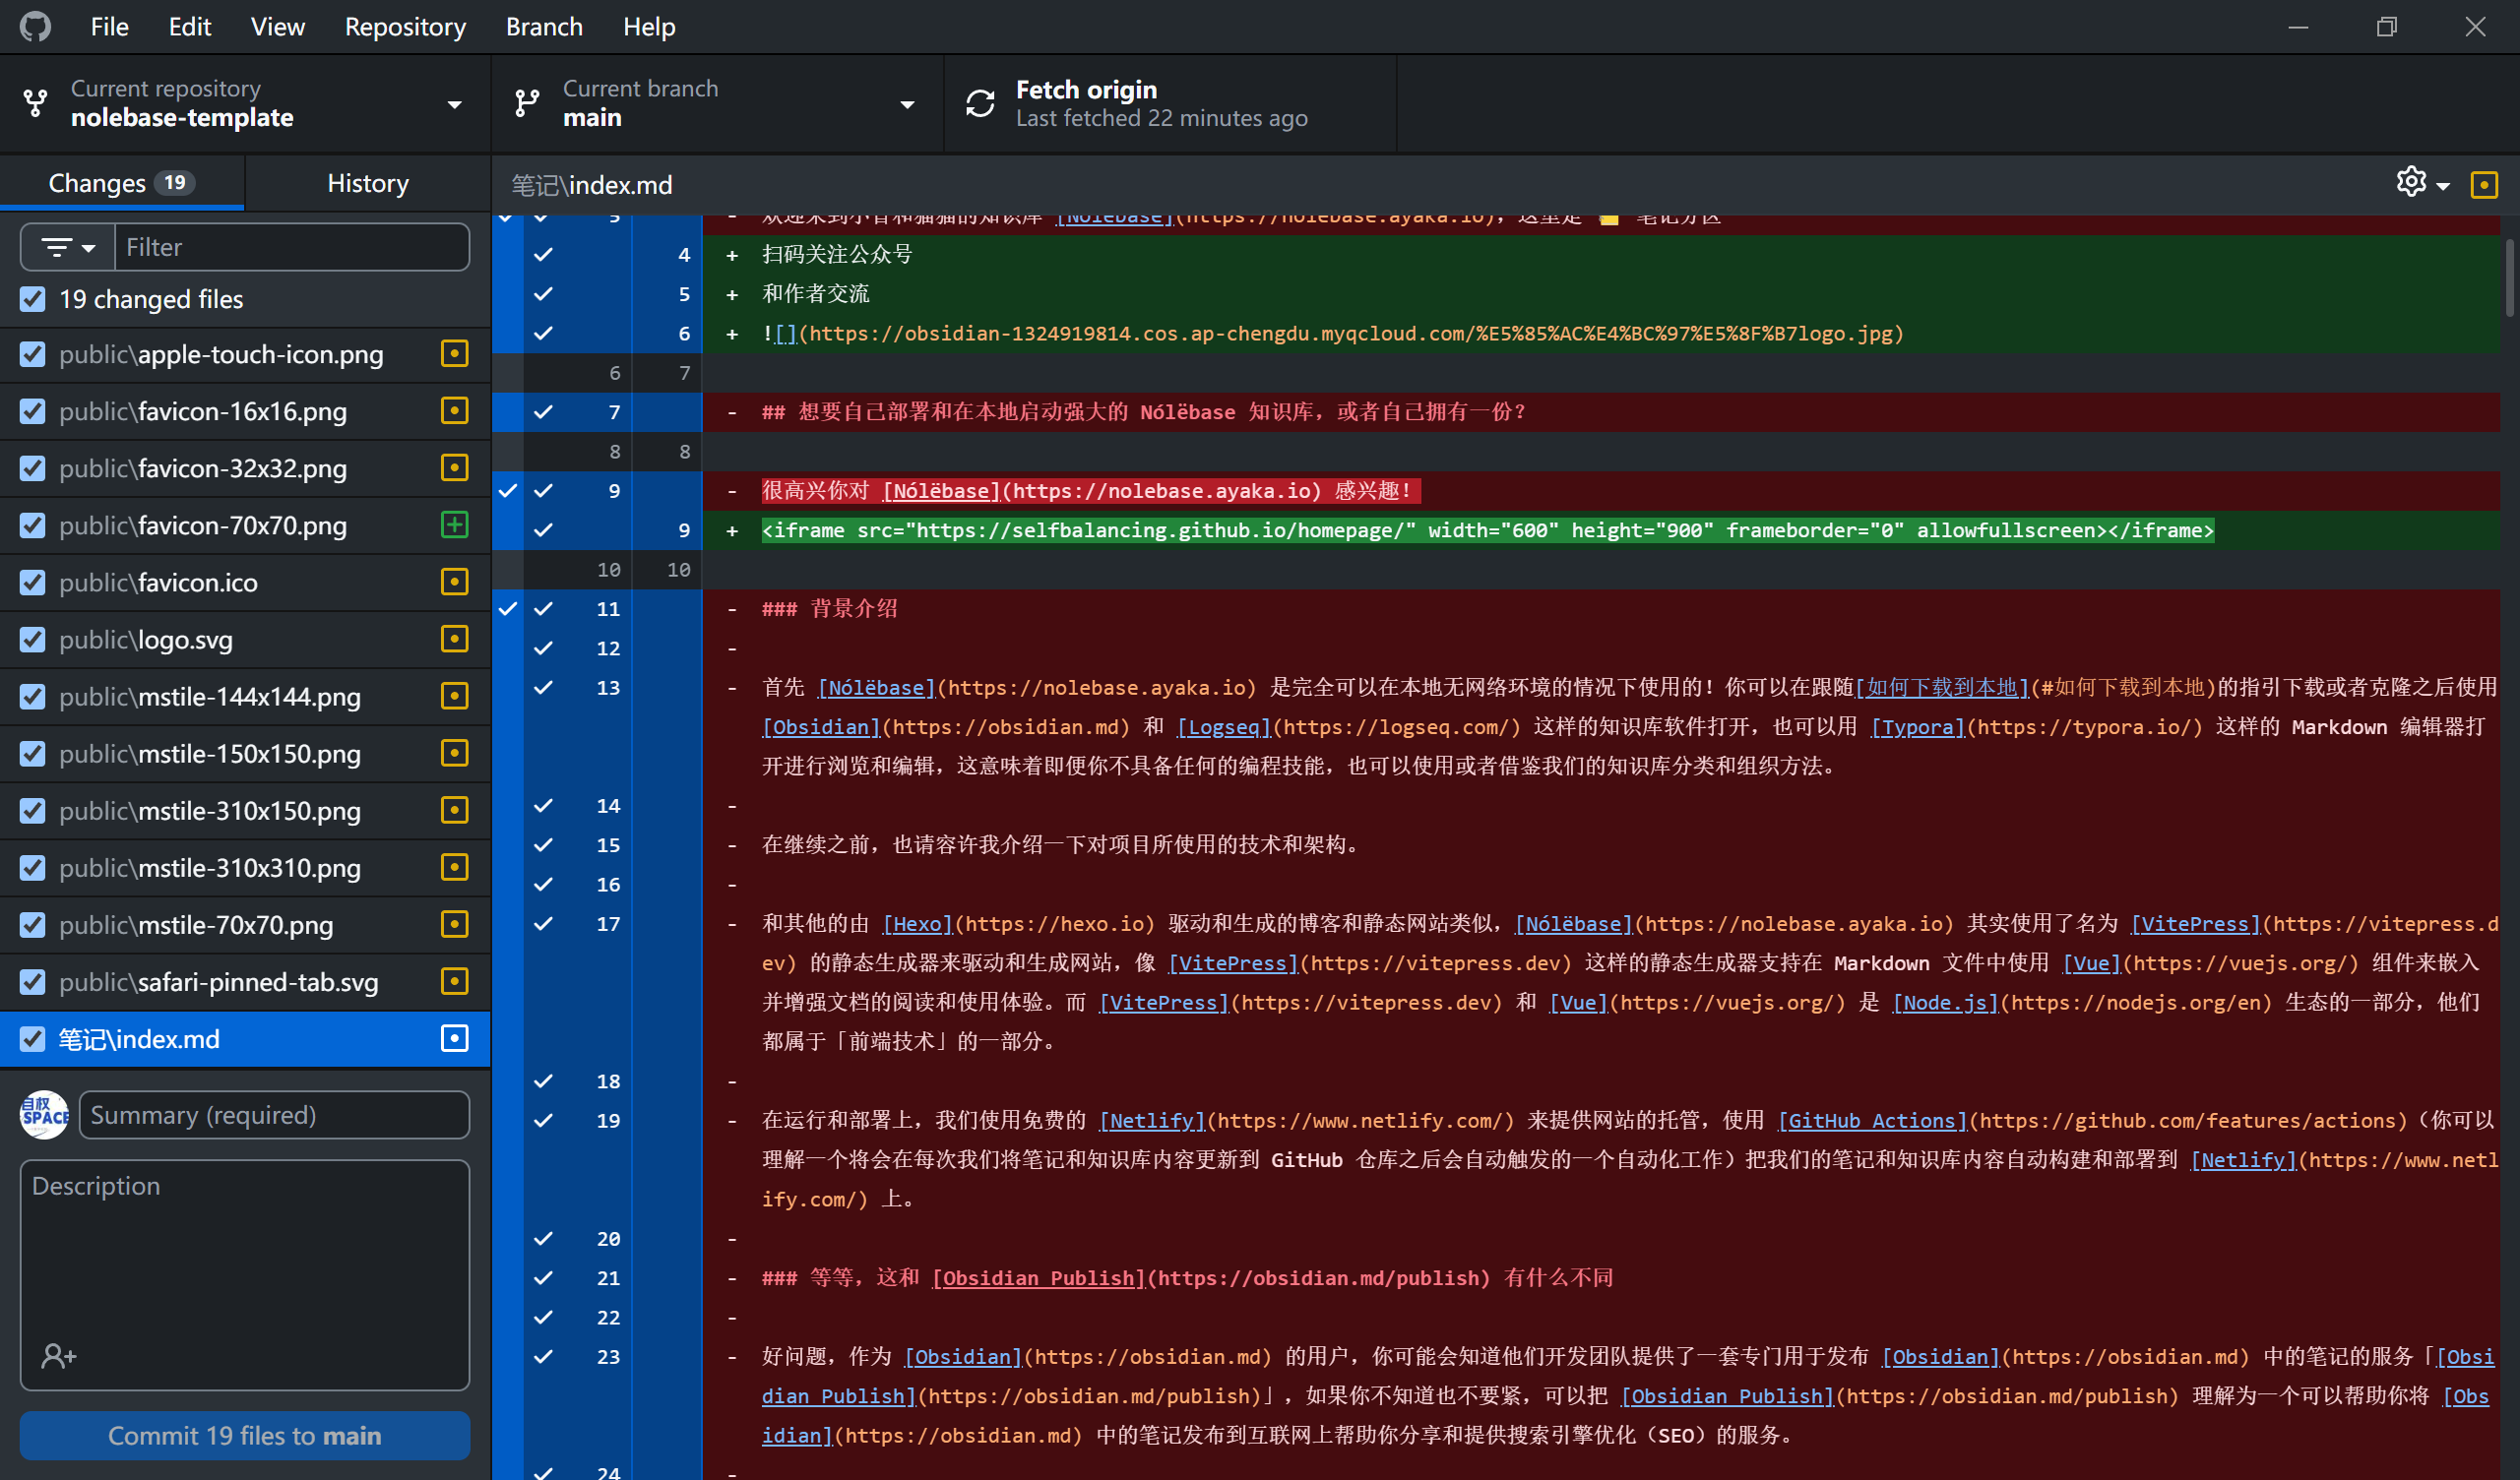 File Edit View Repository Branch Help
Current repository
nolebase-template
Current branch
main
Fetch origin
Last fetched 22 minutes ago
Changes 19
History
Filter
19 changed files
public\apple-touch-icon.png
public\favicon-16x16.png
public\favicon-32x32.png
public\favicon-70x70.png
public\favicon.ico
public\logo.svg
public\mstile-144x144.png
public\mstile-150x150.png
public\mstile-310x150.png
public\mstile-310x310.png
public\mstile-70x70.png
public\safari-pinned-tab.svg
笔记\index.md
自权
SPACE
Summary (required)
Description
Commit 19 files to main
笔记\index.md
5 - 欢迎来到小音和猫猫的知识库 [Nólëbase](https://nolebase.ayaka.io)，这里是 笔记分区
4 + 扫码关注公众号
5 + 和作者交流
6 + ![](https://obsidian-1324919814.cos.ap-chengdu.myqcloud.com/%E5%85%AC%E4%BC%97%E5%8F%B7logo.jpg)
6 7
7 - ## 想要自己部署和在本地启动强大的 Nólëbase 知识库，或者自己拥有一份？
8 8
9 - 很高兴你对 [Nólëbase](https://nolebase.ayaka.io) 感兴趣！
9 + <iframe src="https://selfbalancing.github.io/homepage/" width="600" height="900" frameborder="0" allowfullscreen></iframe>
10 10
11 - ### 背景介绍
12 -
13 - 首先 [Nólëbase](https://nolebase.ayaka.io) 是完全可以在本地无网络环境的情况下使用的！你可以在跟随[如何下载到本地](#如何下载到本地)的指引下载或者克隆之后使用
[Obsidian](https://obsidian.md) 和 [Logseq](https://logseq.com/) 这样的知识库软件打开，也可以用 [Typora](https://typora.io/) 这样的 Markdown 编辑器打
开进行浏览和编辑，这意味着即便你不具备任何的编程技能，也可以使用或者借鉴我们的知识库分类和组织方法。
14 -
15 - 在继续之前，也请容许我介绍一下对项目所使用的技术和架构。
16 -
17 - 和其他的由 [Hexo](https://hexo.io) 驱动和生成的博客和静态网站类似，[Nólëbase](https://nolebase.ayaka.io) 其实使用了名为 [VitePress](https://vitepress.d
ev) 的静态生成器来驱动和生成网站，像 [VitePress](https://vitepress.dev) 这样的静态生成器支持在 Markdown 文件中使用 [Vue](https://vuejs.org/) 组件来嵌入
并增强文档的阅读和使用体验。而 [VitePress](https://vitepress.dev) 和 [Vue](https://vuejs.org/) 是 [Node.js](https://nodejs.org/en) 生态的一部分，他们
都属于「前端技术」的一部分。
18 -
19 - 在运行和部署上，我们使用免费的 [Netlify](https://www.netlify.com/) 来提供网站的托管，使用 [GitHub Actions](https://github.com/features/actions)（你可以
理解一个将会在每次我们将笔记和知识库内容更新到 GitHub 仓库之后会自动触发的一个自动化工作）把我们的笔记和知识库内容自动构建和部署到 [Netlify](https://www.netl
ify.com/) 上。
20 -
21 - ### 等等，这和 [Obsidian Publish](https://obsidian.md/publish) 有什么不同
22 -
23 - 好问题，作为 [Obsidian](https://obsidian.md) 的用户，你可能会知道他们开发团队提供了一套专门用于发布 [Obsidian](https://obsidian.md) 中的笔记的服务「[Obsi
dian Publish](https://obsidian.md/publish)」，如果你不知道也不要紧，可以把 [Obsidian Publish](https://obsidian.md/publish) 理解为一个可以帮助你将 [Obs
idian](https://obsidian.md) 中的笔记发布到互联网上帮助你分享和提供搜索引擎优化（SEO）的服务。
24 -